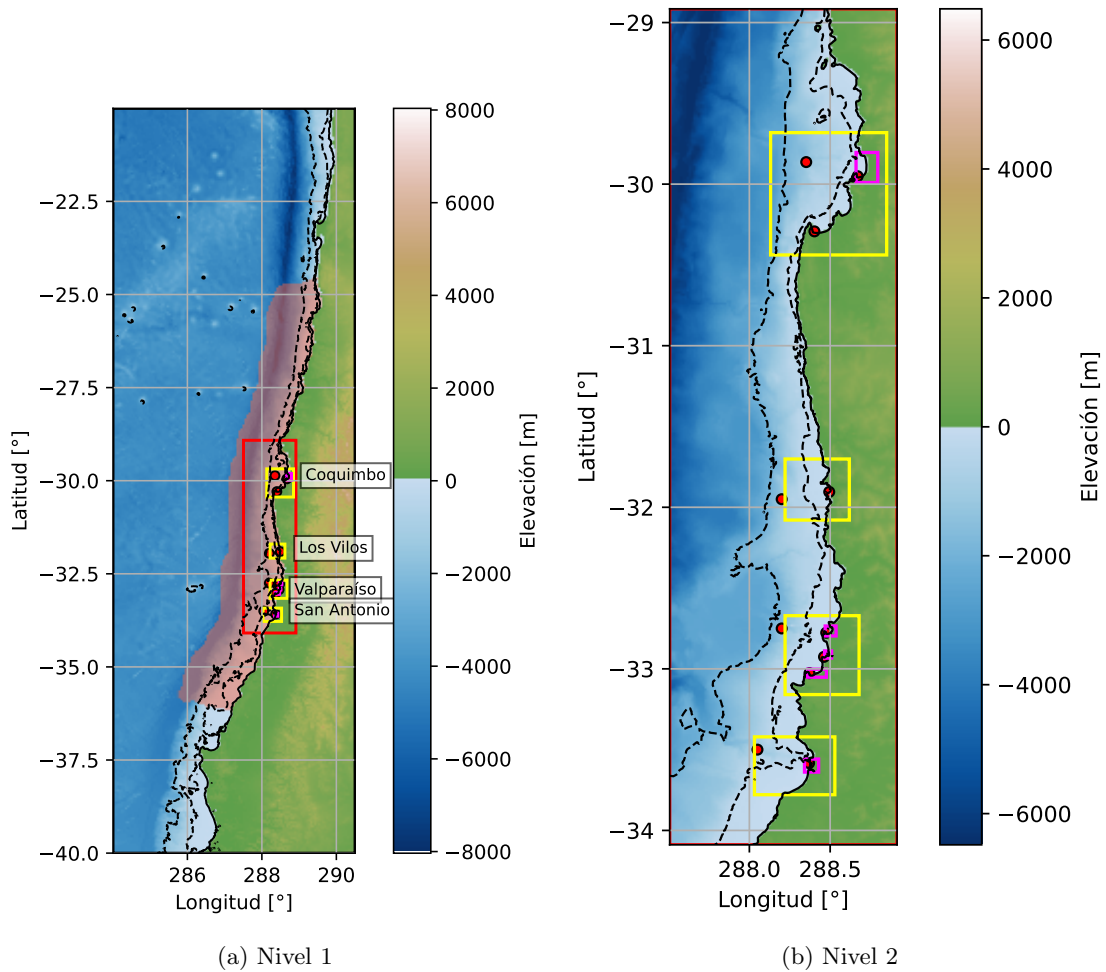 8000
6000
4000
2000
0
−2000
−4000
−6000
−8000
Elevación [m]
−22.5
−25.0
−27.5
−30.0
−32.5
−35.0
−37.5
−40.0
Latitud [°]
286
288
290
Longitud [°]
Coquimbo
Los Vilos
Valparaíso
San Antonio
(a) Nivel 1
−29
−30
−31
−32
−33
−34
Latitud [°]
288.0
288.5
Longitud [°]
6000
4000
2000
0
−2000
−4000
−6000
Elevación [m]
(b) Nivel 2